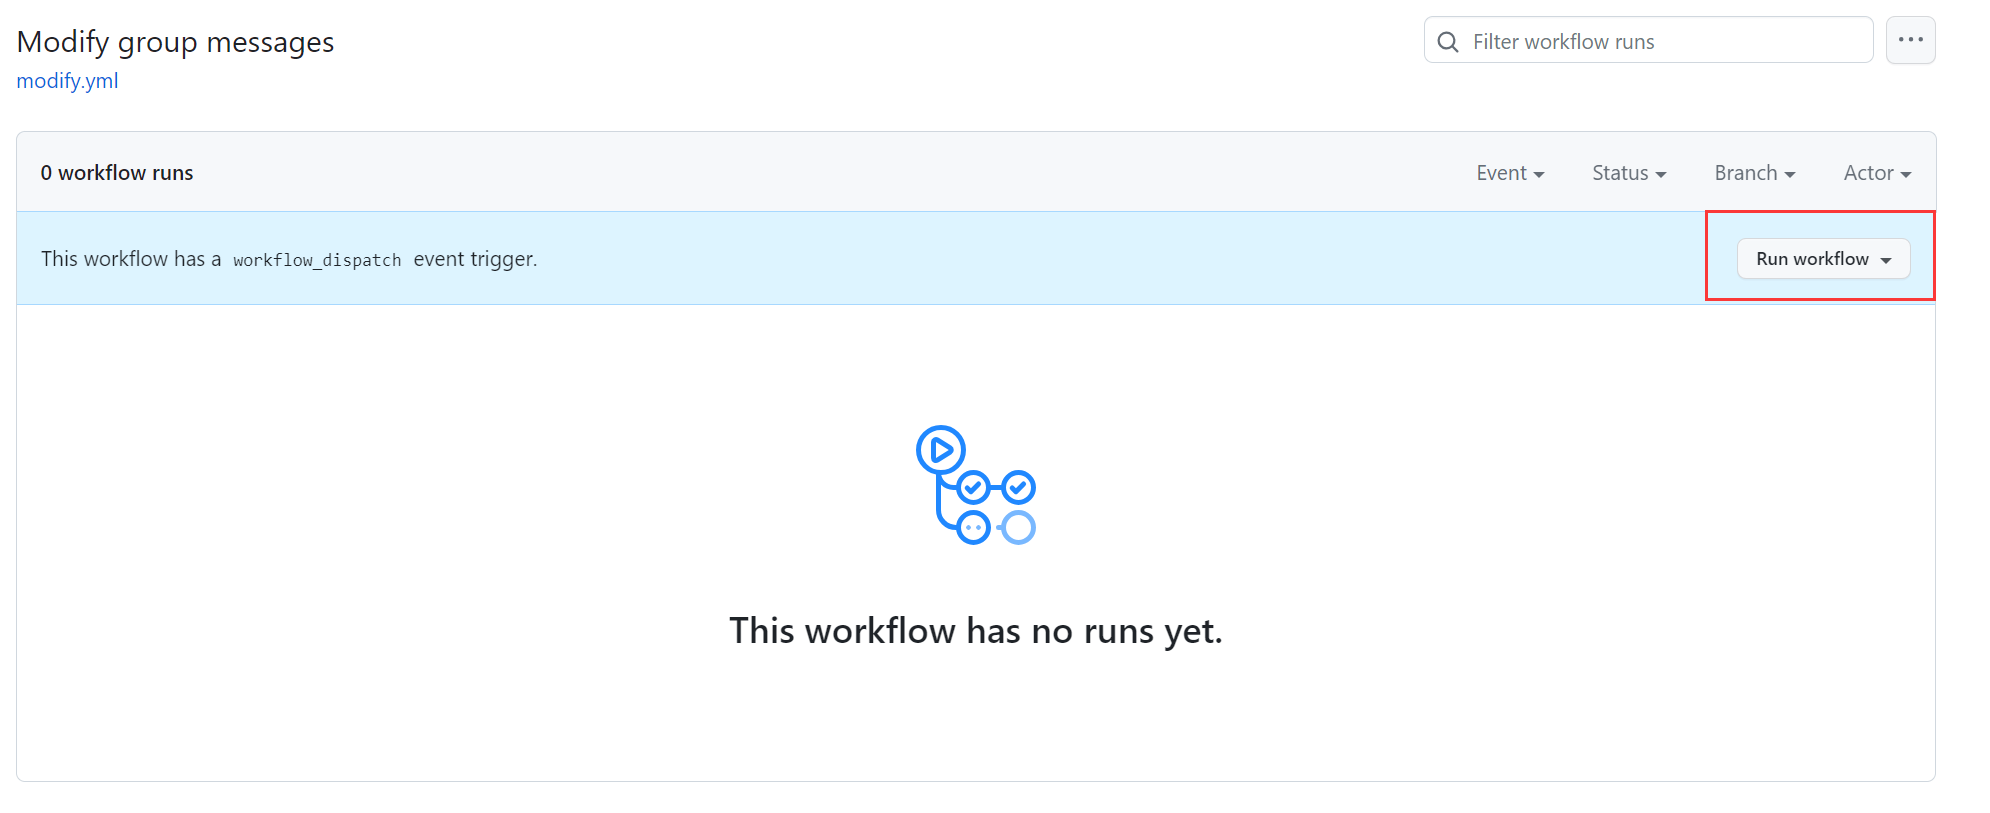 Modify group messages
Filter workflow runs
modify.yml
0 workflow runs
Event
Status
Branch
Actor
This workflow has a workflow_dispatch event trigger.
Run workflow
This workflow has no runs yet.